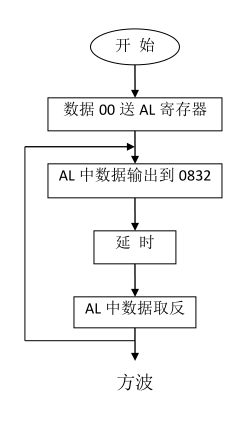 开 始
数据 00 送 AL 寄存器
AL 中数据输出到 0832
延 时
AL 中数据取反
方波